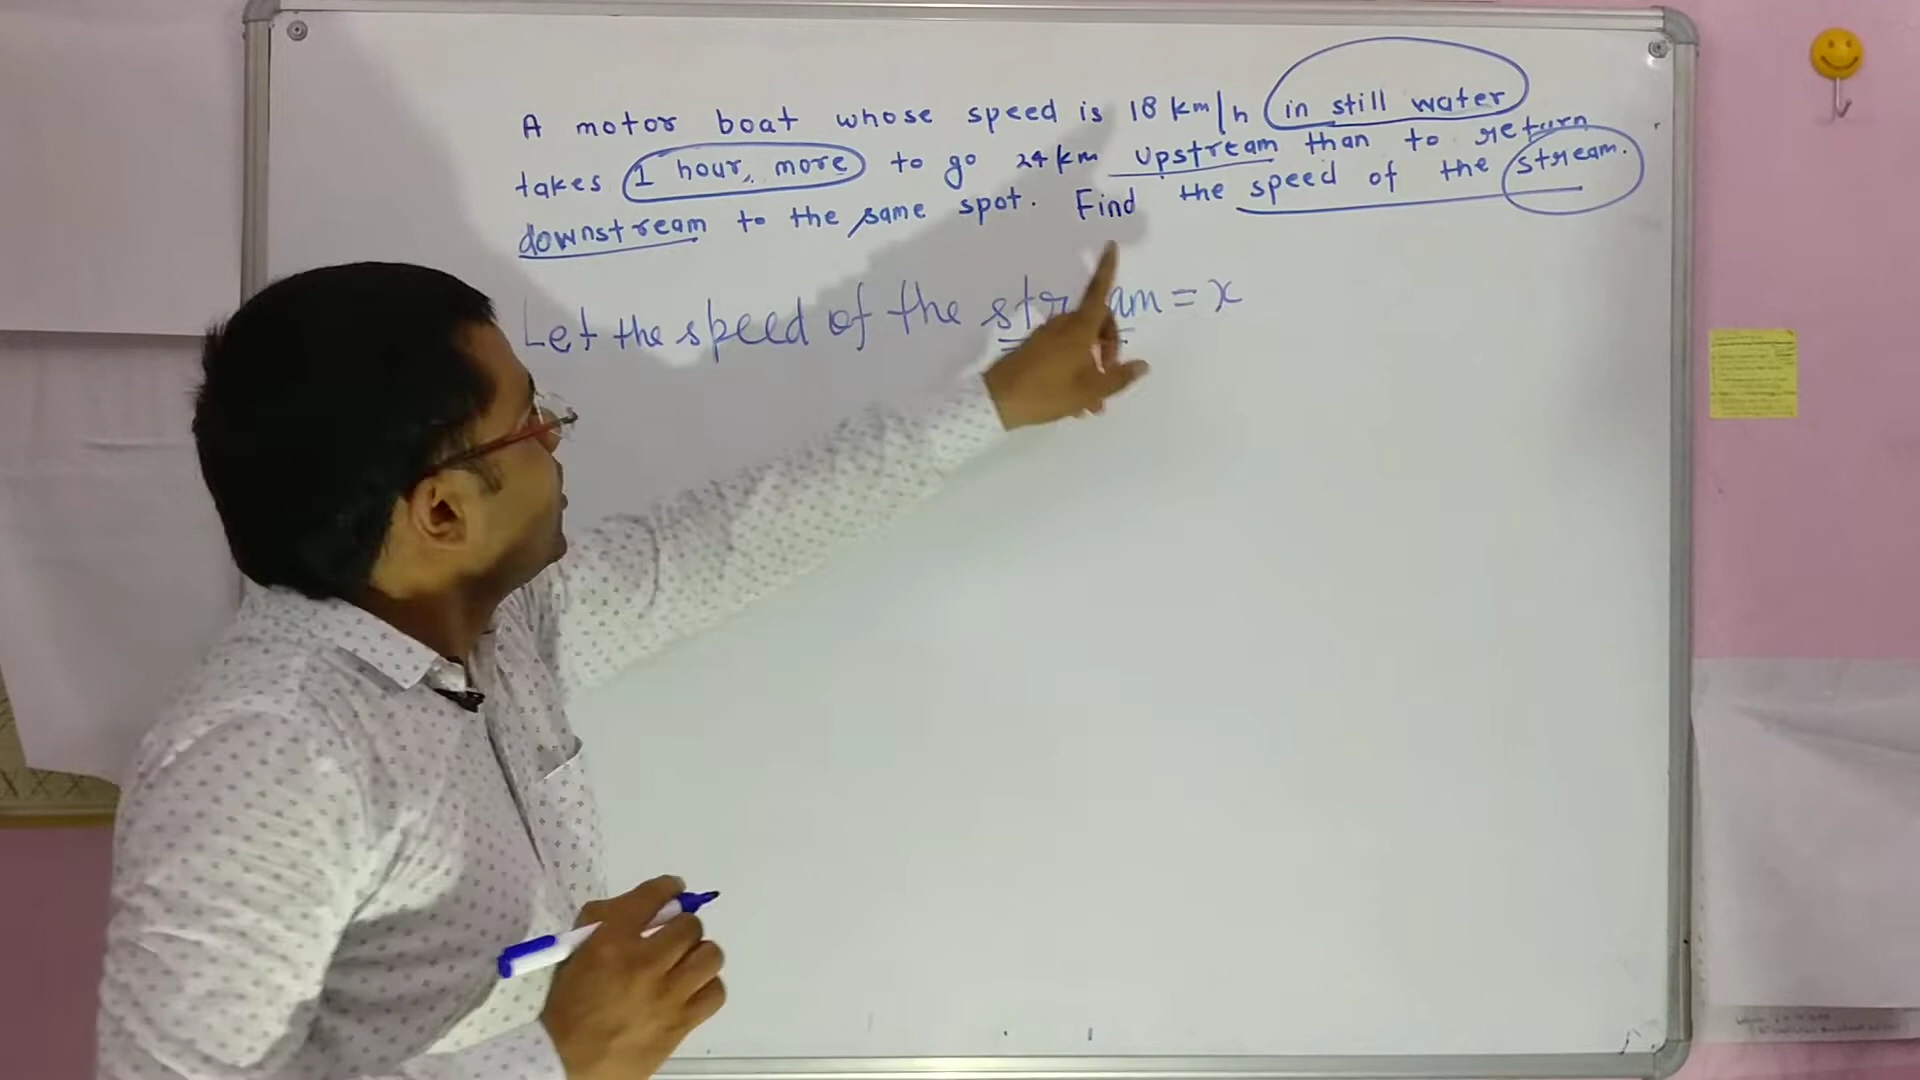 A motor boat whose speed is 18 km/h in still water
takes 1 hour, more to go 24 km upstream than to return
downstream to the same spot. Find the speed of the stream.
Let the speed of the stream = x